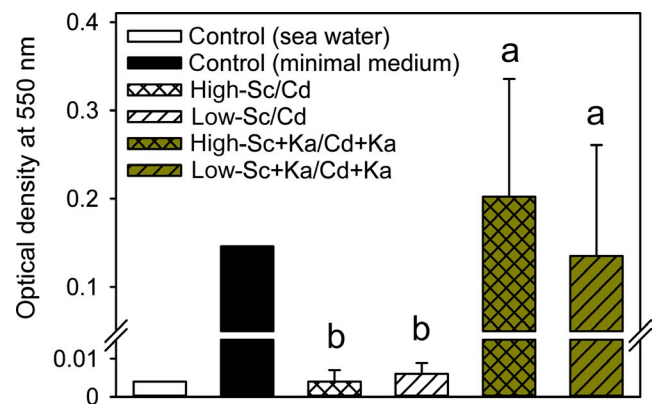 Optical density at 550 nm
0.4
0.3
0.2
0.1
0.01
0
Control (sea water)
Control (minimal medium)
High-Sc/Cd
Low-Sc/Cd
High-Sc+Ka/Cd+Ka
Low-Sc+Ka/Cd+Ka
b
b
a
a